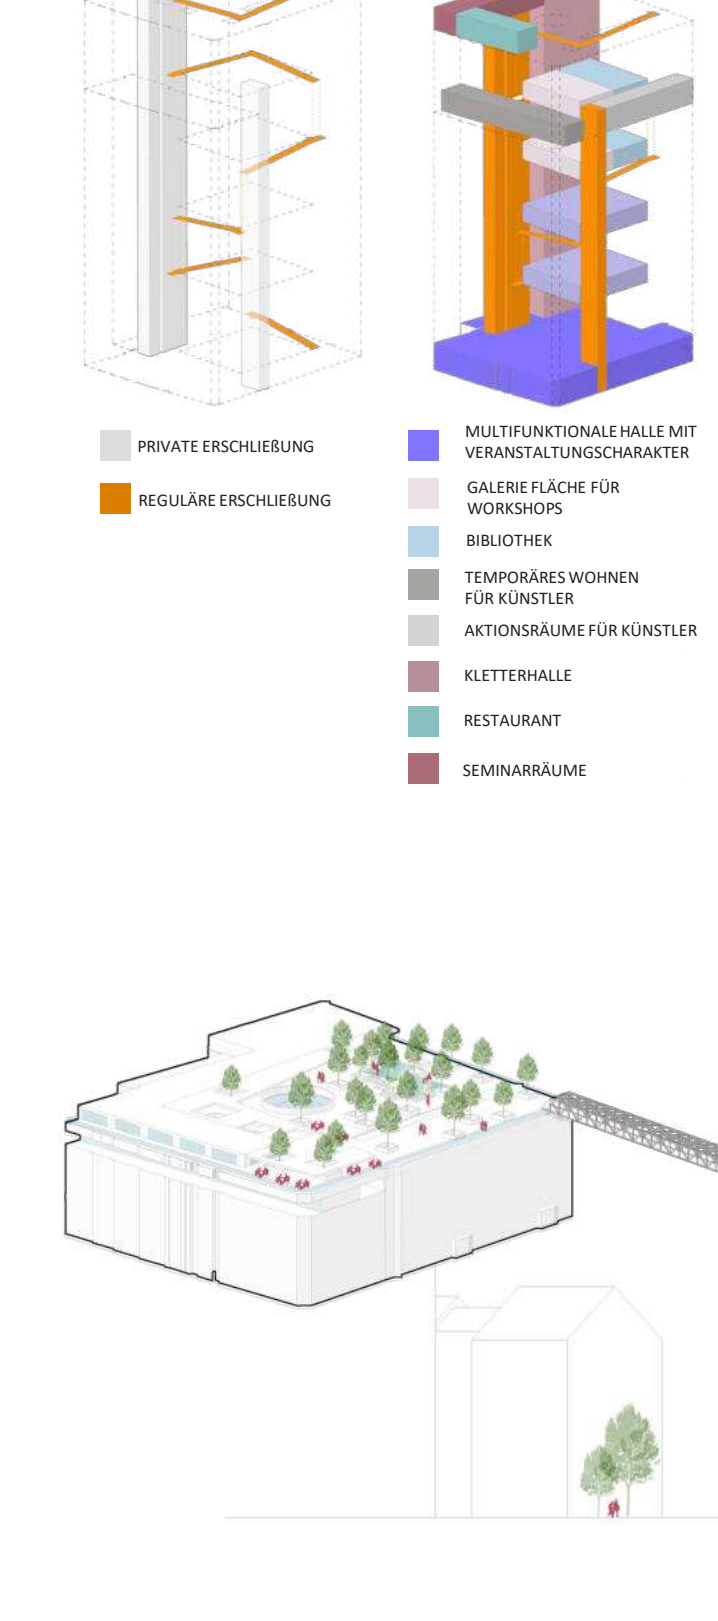 PRIVATE ERSCHLIEßUNG
REGULÄRE ERSCHLIEßUNG
MULTIFUNKTIONALE HALLE MIT
VERANSTALTUNGSCHARAKTER
GALERIE FLÄCHE FÜR
WORKSHOPS
BIBLIOTHEK
TEMPORÄRES WOHNEN
FÜR KÜNSTLER
AKTIONSRÄUME FÜR KÜNSTLER
KLETTERHALLE
RESTAURANT
SEMINARRÄUME